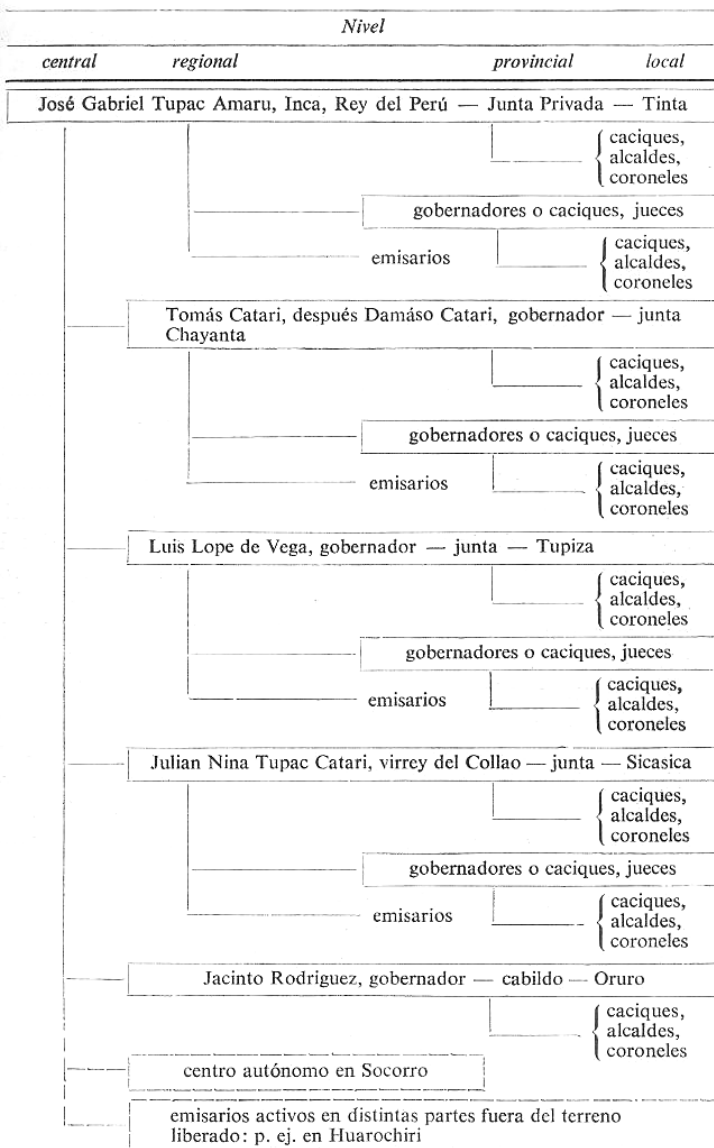 Nivel
central regional provincial local
José Gabriel Tupac Amaru, Inca, Rey del Perú — Junta Privada — Tinta
caciques,
alcaldes,
coroneles
gobernadores o caciques, jueces
emisarios
caciques,
alcaldes,
coroneles
Tomás Catari, después Damáso Catari, gobernador — junta
Chayanta
caciques,
alcaldes,
coroneles
gobernadores o caciques, jueces
emisarios
caciques,
alcaldes,
coroneles
Luis Lope de Vega, gobernador — junta — Tupiza
caciques,
alcaldes,
coroneles
gobernadores o caciques, jueces
emisarios
caciques,
alcaldes,
coroneles
Julian Nina Tupac Catari, virrey del Collao — junta — Sicasica
caciques,
alcaldes,
coroneles
gobernadores o caciques, jueces
emisarios
caciques,
alcaldes,
coroneles
Jacinto Rodriguez, gobernador — cabildo — Oruro
caciques,
alcaldes,
coroneles
centro autónomo en Socorro
emisarios activos en distintas partes fuera del terreno
liberado: p. ej. en Huarochiri